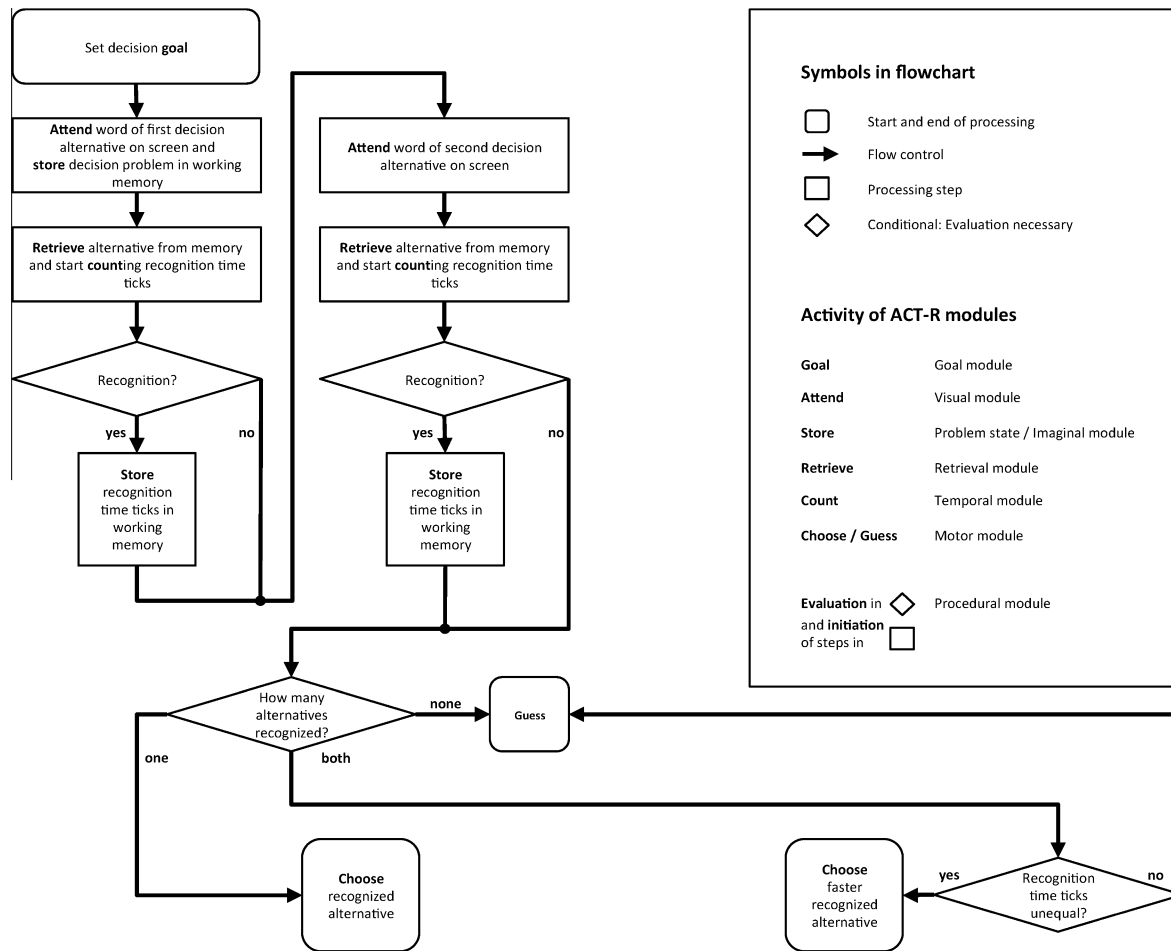 Set decision goal
Attend word of first decision
alternative on screen and
store decision problem in working
memory
Retrieve alternative from memory
and start counting recognition time
ticks
Recognition?
yes
no
Store
recognition
time ticks in
working
memory
Attend word of second decision
alternative on screen
Retrieve alternative from memory
and start counting recognition time
ticks
Recognition?
yes
no
Store
recognition
time ticks in
working
memory
How many
alternatives
recognized?
none
Guess
one
both
Choose
recognized
alternative
Choose
faster
recognized
alternative
yes
Recognition
time ticks
unequal?
no
Symbols in flowchart
Start and end of processing
Flow control
Processing step
Conditional: Evaluation necessary
Activity of ACT-R modules
Goal Goal module
Attend Visual module
Store Problem state / Imaginal module
Retrieve Retrieval module
Count Temporal module
Choose / Guess Motor module
Evaluation in Procedural module
and initiation
of steps in